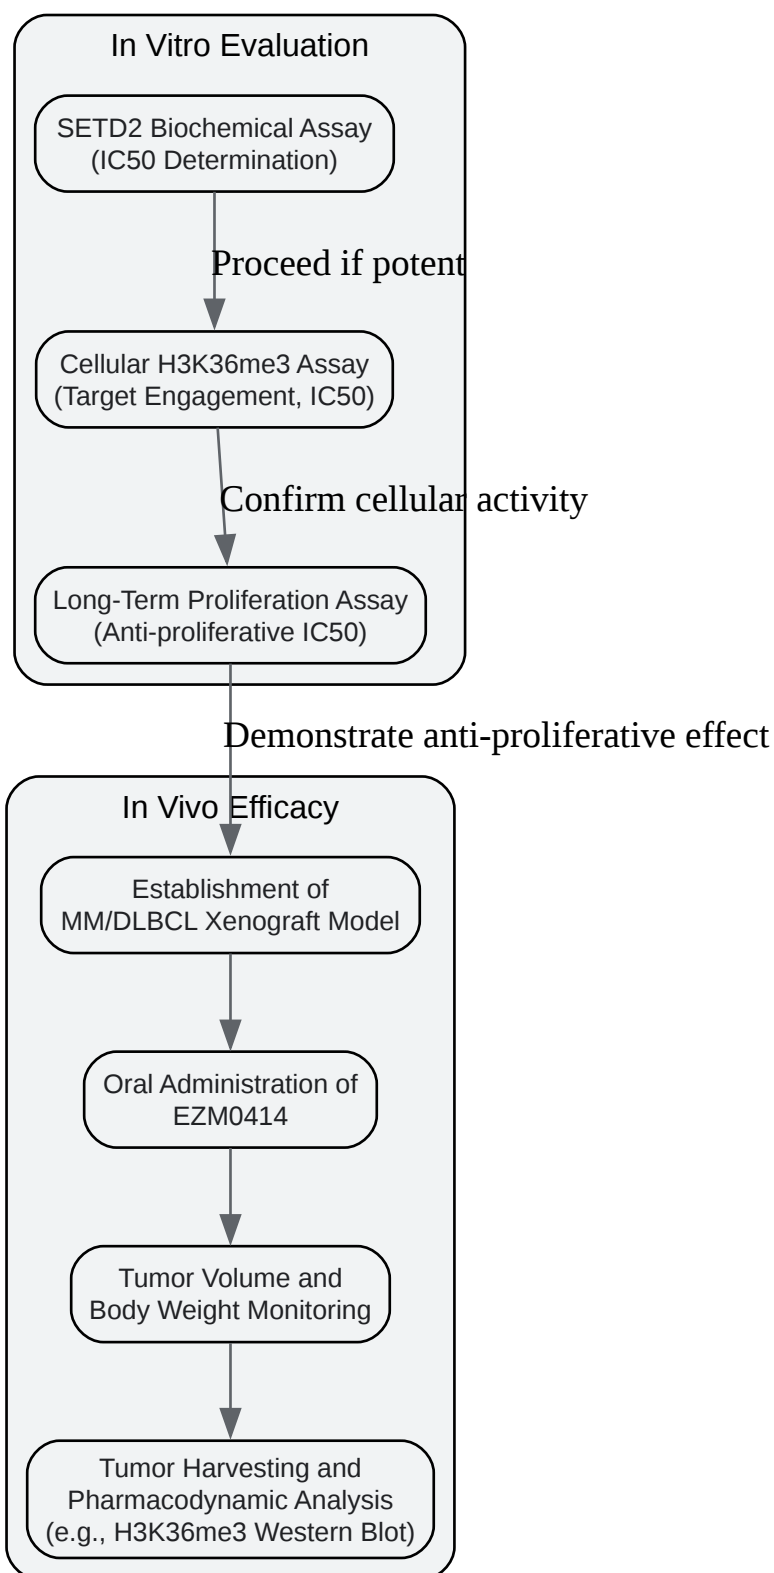 In Vitro Evaluation
SETD2 Biochemical Assay
(IC50 Determination)
Proceed if potent
Cellular H3K36me3 Assay
(Target Engagement, IC50)
Confirm cellular activity
Long-Term Proliferation Assay
(Anti-proliferative IC50)
Demonstrate anti-proliferative effect
In Vivo Efficacy
Establishment of
MM/DLBCL Xenograft Model
Oral Administration of
EZM0414
Tumor Volume and
Body Weight Monitoring
Tumor Harvesting and
Pharmacodynamic Analysis
(e.g., H3K36me3 Western Blot)